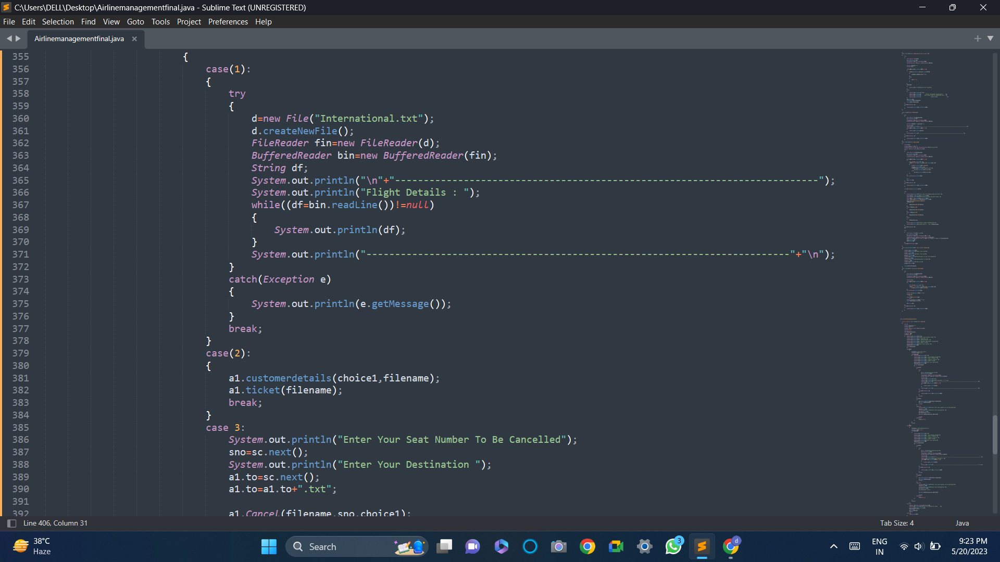 C:\Users\DELL\Desktop\Airlinemanagementfinal.java - Sublime Text (UNREGISTERED)
File Edit Selection Find View Goto Tools Project Preferences Help
Airlinemanagementfinal.java
355 {
356 case(1):
357 {
358 try
359 {
360 d=new File("International.txt");
361 d.createNewFile();
362 FileReader fin=new FileReader(d);
363 BufferedReader bin=new BufferedReader(fin);
364 String df;
365 System.out.println("\n"+"--------------------------------------------------------------------------");
366 System.out.println("Flight Details : ");
367 while((df=bin.readLine())!=null)
368 {
369 System.out.println(df);
370 }
371 System.out.println("--------------------------------------------------------------------------"+"\n");
372 }
373 catch(Exception e)
374 {
375 System.out.println(e.getMessage());
376 }
377 break;
378 }
379 case(2):
380 {
381 a1.customerdetails(choice1,filename);
382 a1.ticket(filename);
383 break;
384 }
385 case 3:
386 System.out.println("Enter Your Seat Number To Be Cancelled");
387 sno=sc.next();
388 System.out.println("Enter Your Destination ");
389 a1.to=sc.next();
390 a1.to=a1.to+".txt";
391
392 a1.Cancel(filename,sno,choice1);
Line 406, Column 31 Tab Size: 4 Java
38°C
Haze
Search
3
d
ENG
IN
9:23 PM
5/20/2023